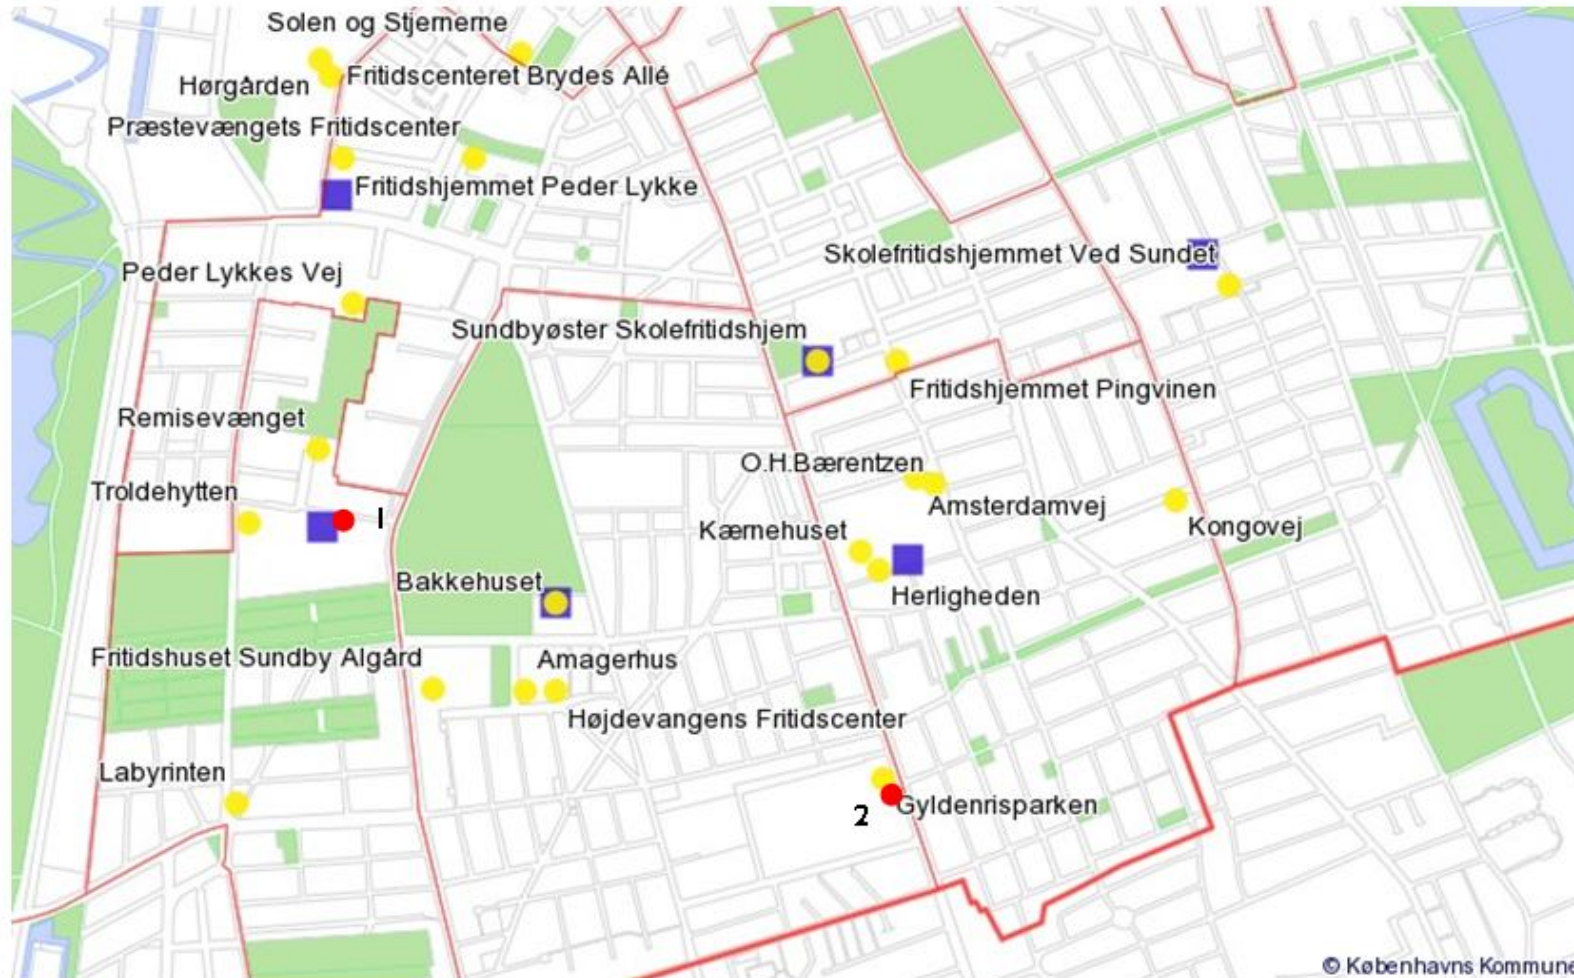 Solen og Stjernerne
Hørgården
Fritidscenteret Brydes Allé
Præstevængets Fritidscenter
Fritidshjemmet Peder Lykke
Skolefritidshjemmet Ved Sundet
Peder Lykkes Vej
Sundbyøster Skolefritidshjem
Fritidshjemmet Pingvinen
Remisevænget
O.H.Bærentzen
Troldehytten
Amsterdamvej
1
Kærnehuset
Kongovej
Bakkehuset
Herligheden
Fritidshuset Sundby Algård
Amagerhus
Højdevangens Fritidscenter
Labyrinten
2
Gyldenrisparken
© Københavns Kommune